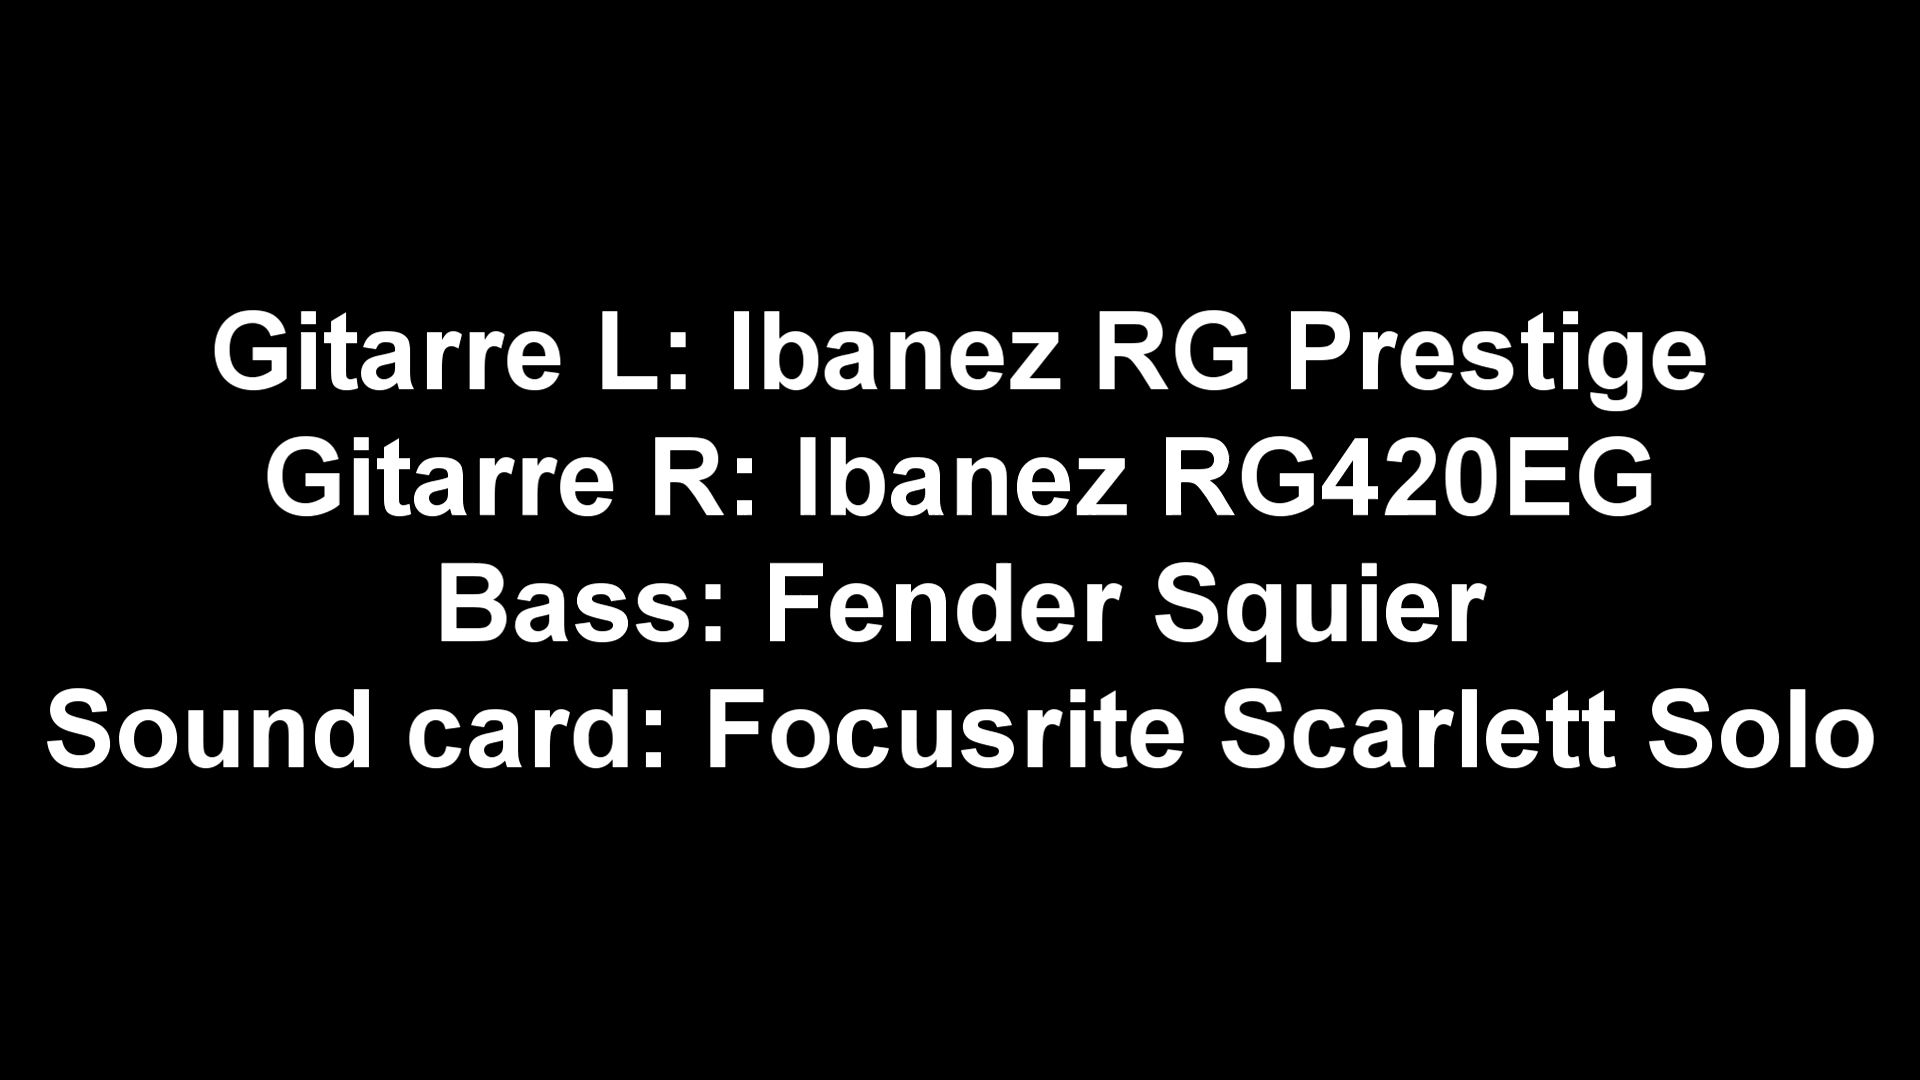 Gitarre L: Ibanez RG Prestige
Gitarre R: Ibanez RG420EG
Bass: Fender Squier
Sound card: Focusrite Scarlett Solo